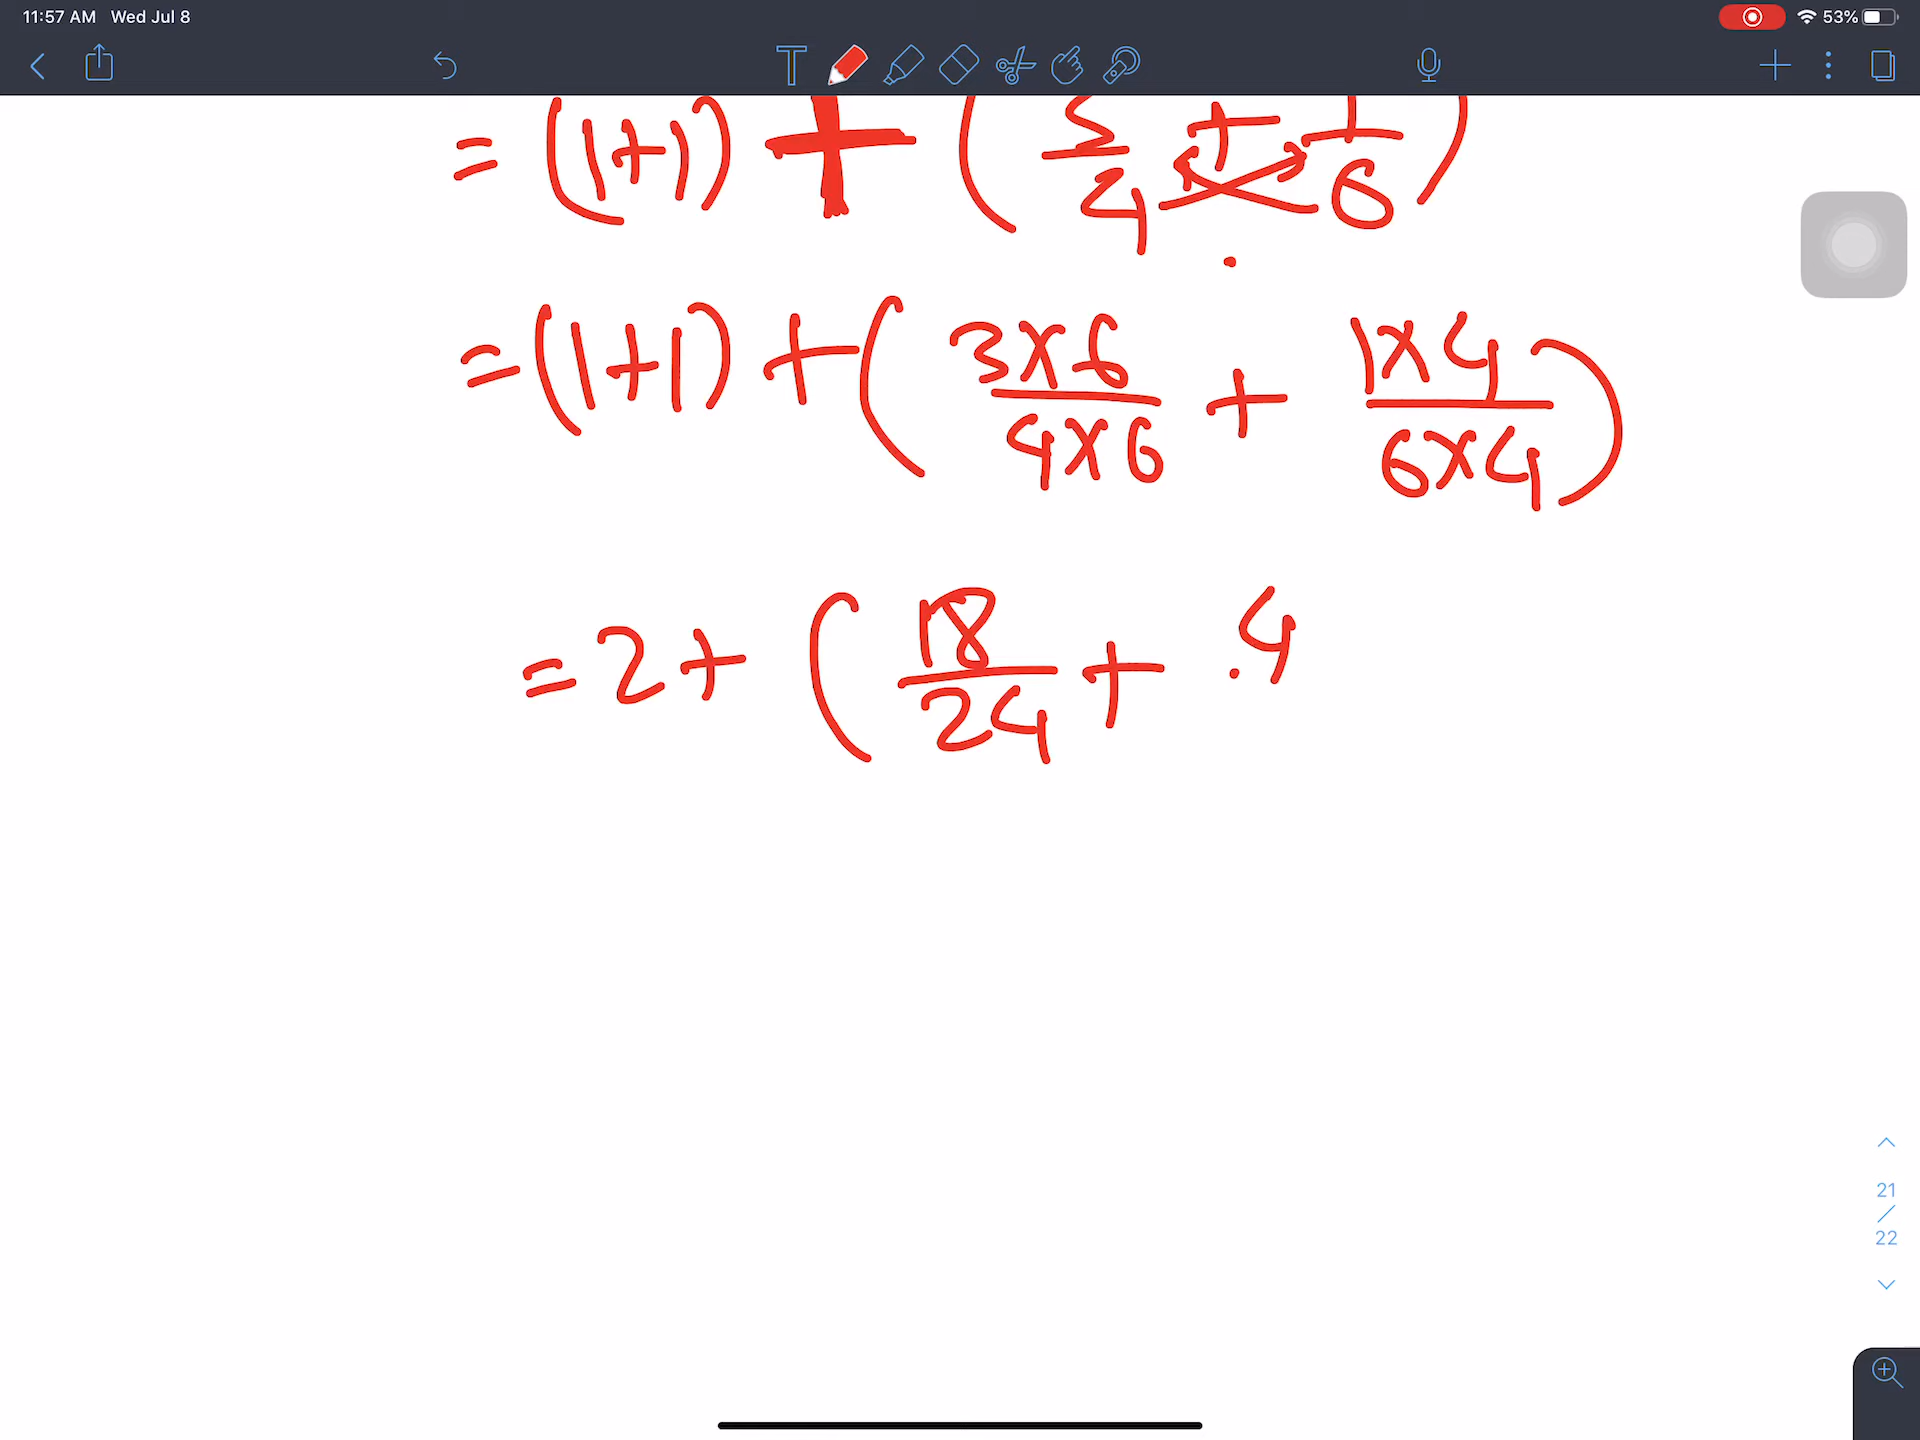 11:57 AM Wed Jul 8 53%
T
= (1+1) + ( 3/4 + 1/6 )
= (1+1) + ( 3×6/4×6 + 1×4/6×4 )
= 2 + ( 18/24 + 4
21
/
22